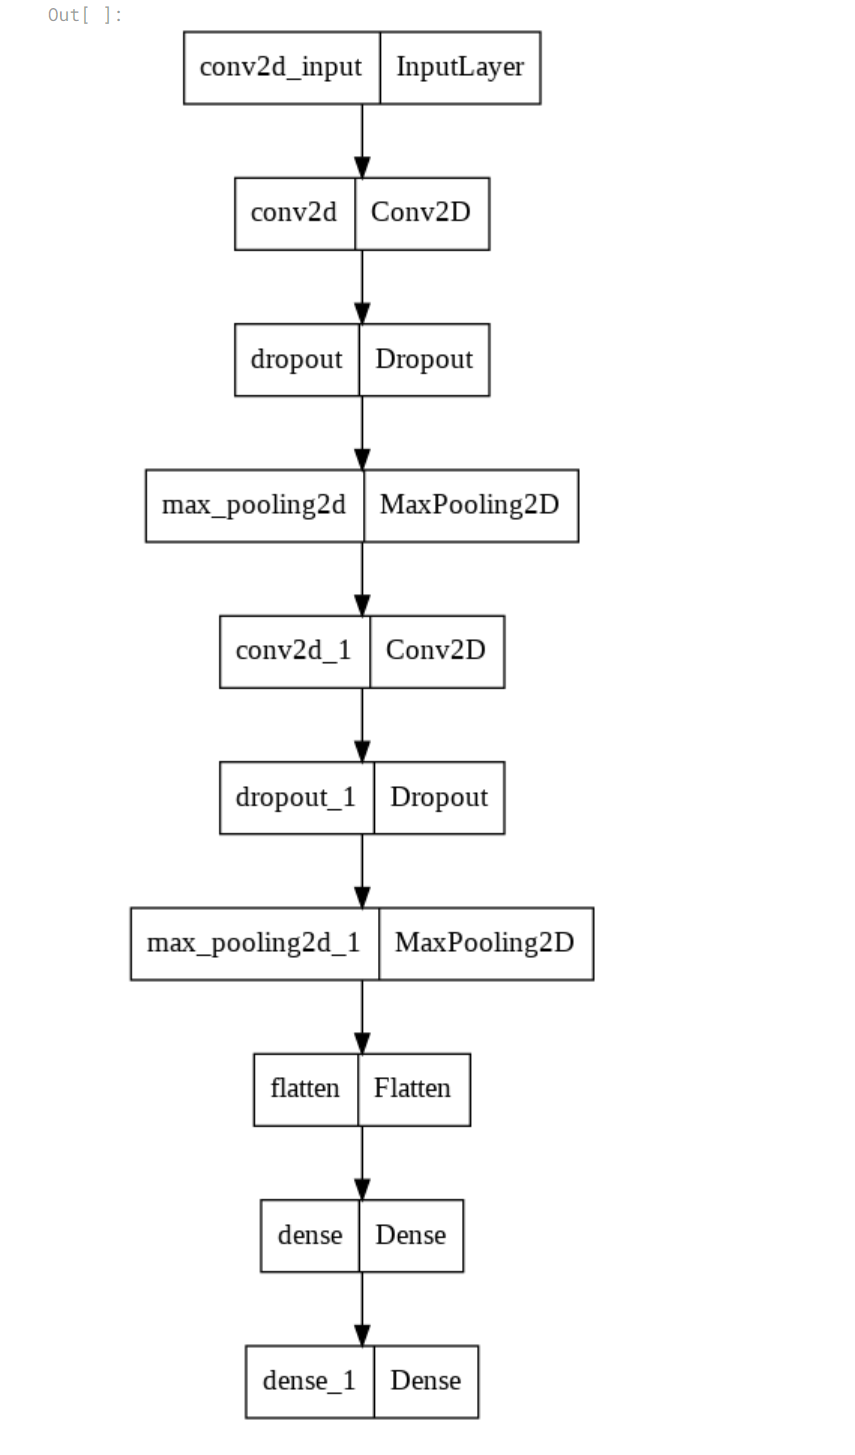 Out[ ]:
conv2d_input InputLayer
conv2d Conv2D
dropout Dropout
max_pooling2d MaxPooling2D
conv2d_1 Conv2D
dropout_1 Dropout
max_pooling2d_1 MaxPooling2D
flatten Flatten
dense Dense
dense_1 Dense